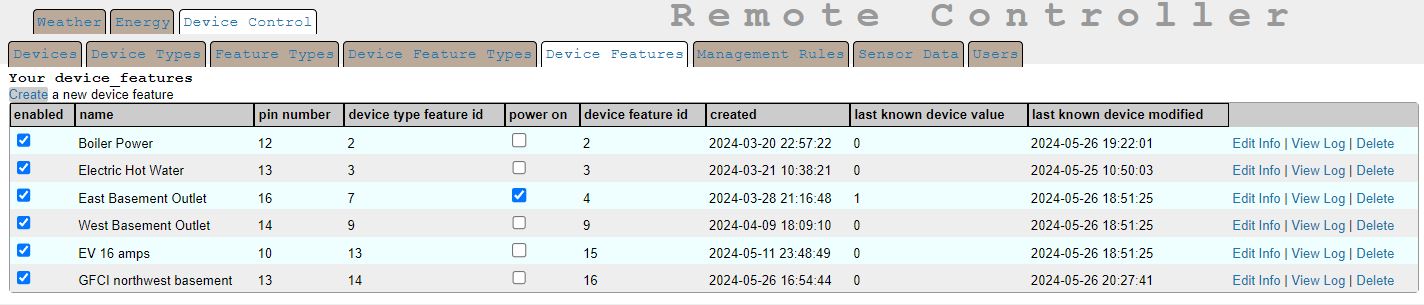 Remote Controller
Weather Energy Device Control
Devices Device Types Feature Types Device Feature Types Device Features Management Rules Sensor Data Users
Your device_features
Create a new device feature
enabled name pin number device type feature id power on device feature id created last known device value last known device modified
Boiler Power 12 2 2 2024-03-20 22:57:22 0 2024-05-26 19:22:01 Edit Info | View Log | Delete
Electric Hot Water 13 3 3 2024-03-21 10:38:21 0 2024-05-25 10:50:03 Edit Info | View Log | Delete
East Basement Outlet 16 7 4 2024-03-28 21:16:48 1 2024-05-26 18:51:25 Edit Info | View Log | Delete
West Basement Outlet 14 9 9 2024-04-09 18:09:10 0 2024-05-26 18:51:25 Edit Info | View Log | Delete
EV 16 amps 10 13 15 2024-05-11 23:48:49 0 2024-05-26 18:51:25 Edit Info | View Log | Delete
GFCI northwest basement 13 14 16 2024-05-26 16:54:44 0 2024-05-26 20:27:41 Edit Info | View Log | Delete